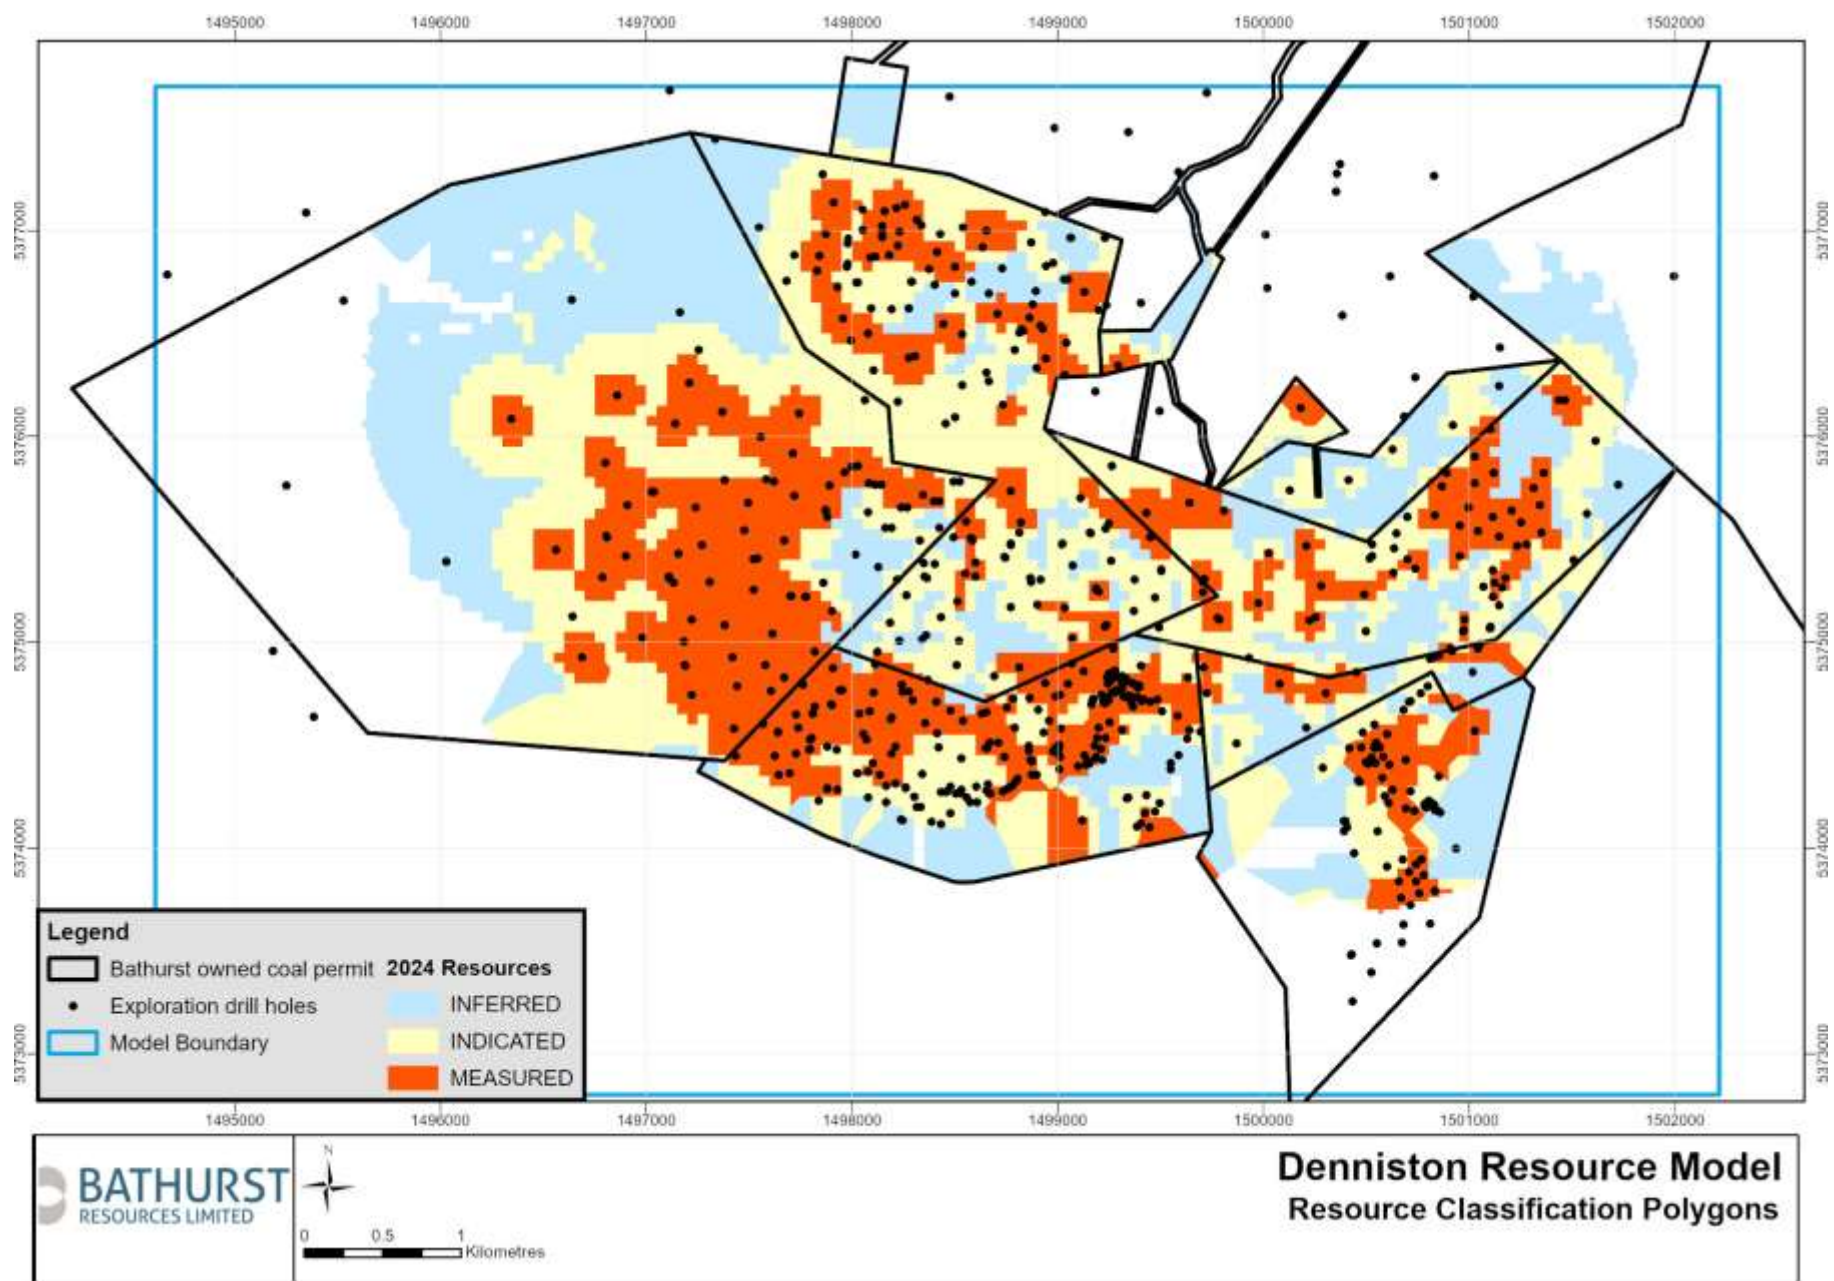 1495000 1496000 1497000 1498000 1499000 1500000 1501000 1502000
5377000 5377000
5376000 5376000
5375000 5375000
5374000 5374000
5373000 5373000
Legend
Bathurst owned coal permit 2024 Resources
Exploration drill holes INFERRED
Model Boundary INDICATED
MEASURED
1495000 1496000 1497000 1498000 1499000 1500000 1501000 1502000
BATHURST
RESOURCES LIMITED
N
0 0.5 1
Kilometres
Denniston Resource Model
Resource Classification Polygons